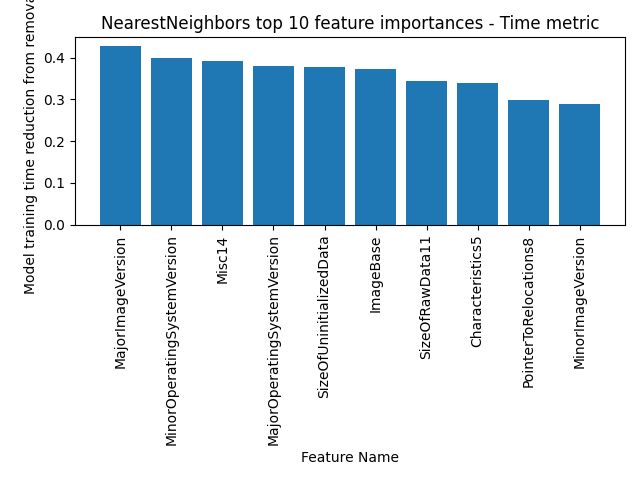 NearestNeighbors top 10 feature importances - Time metric
Model training time reduction from remova
0.4
0.3
0.2
0.1
0.0
MajorImageVersion
MinorOperatingSystemVersion
Misc14
MajorOperatingSystemVersion
SizeOfUninitializedData
ImageBase
SizeOfRawData11
Characteristics5
PointerToRelocations8
MinorImageVersion
Feature Name